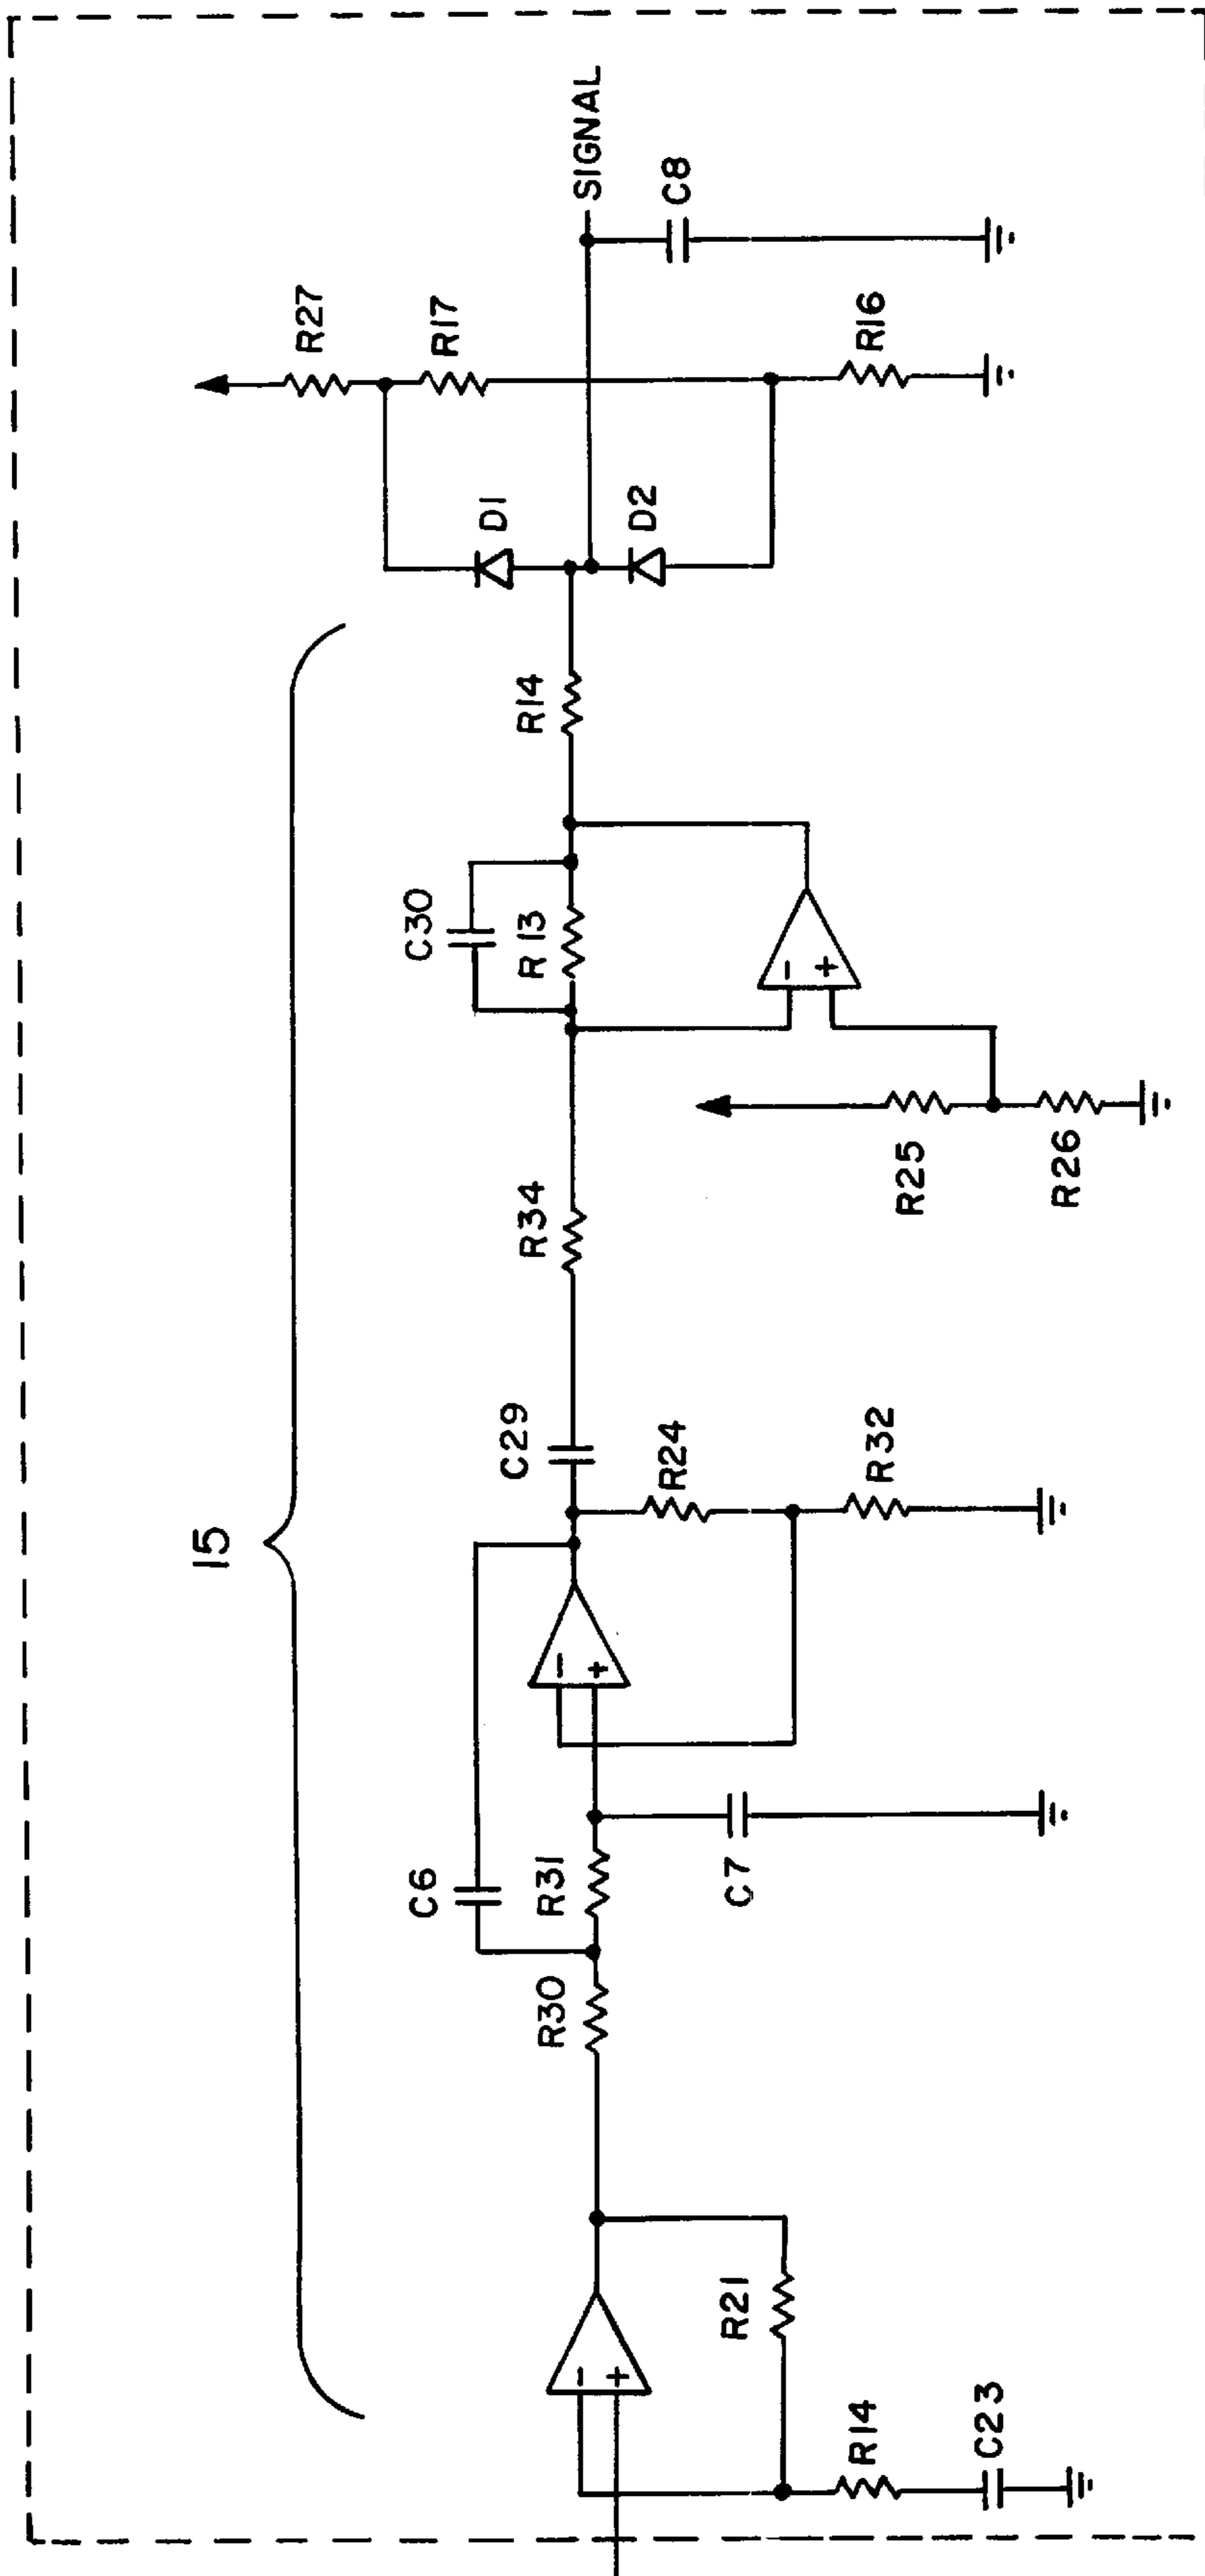 15
R14
C23
R21
R30
C6
R31
C7
-
+
-
+
C29
R24
R32
R34
R25
R26
C30
R13
-
+
R14
D1
D2
R27
R17
R16
SIGNAL
C8